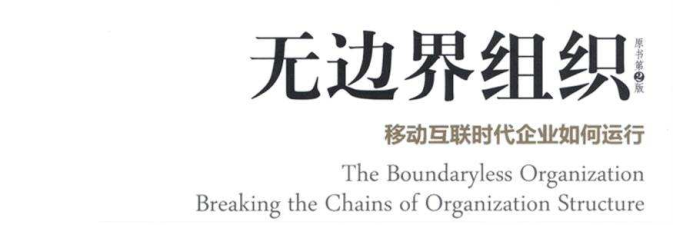 无边界组织
原书第2版
移动互联时代企业如何运行
The Boundaryless Organization
Breaking the Chains of Organization Structure